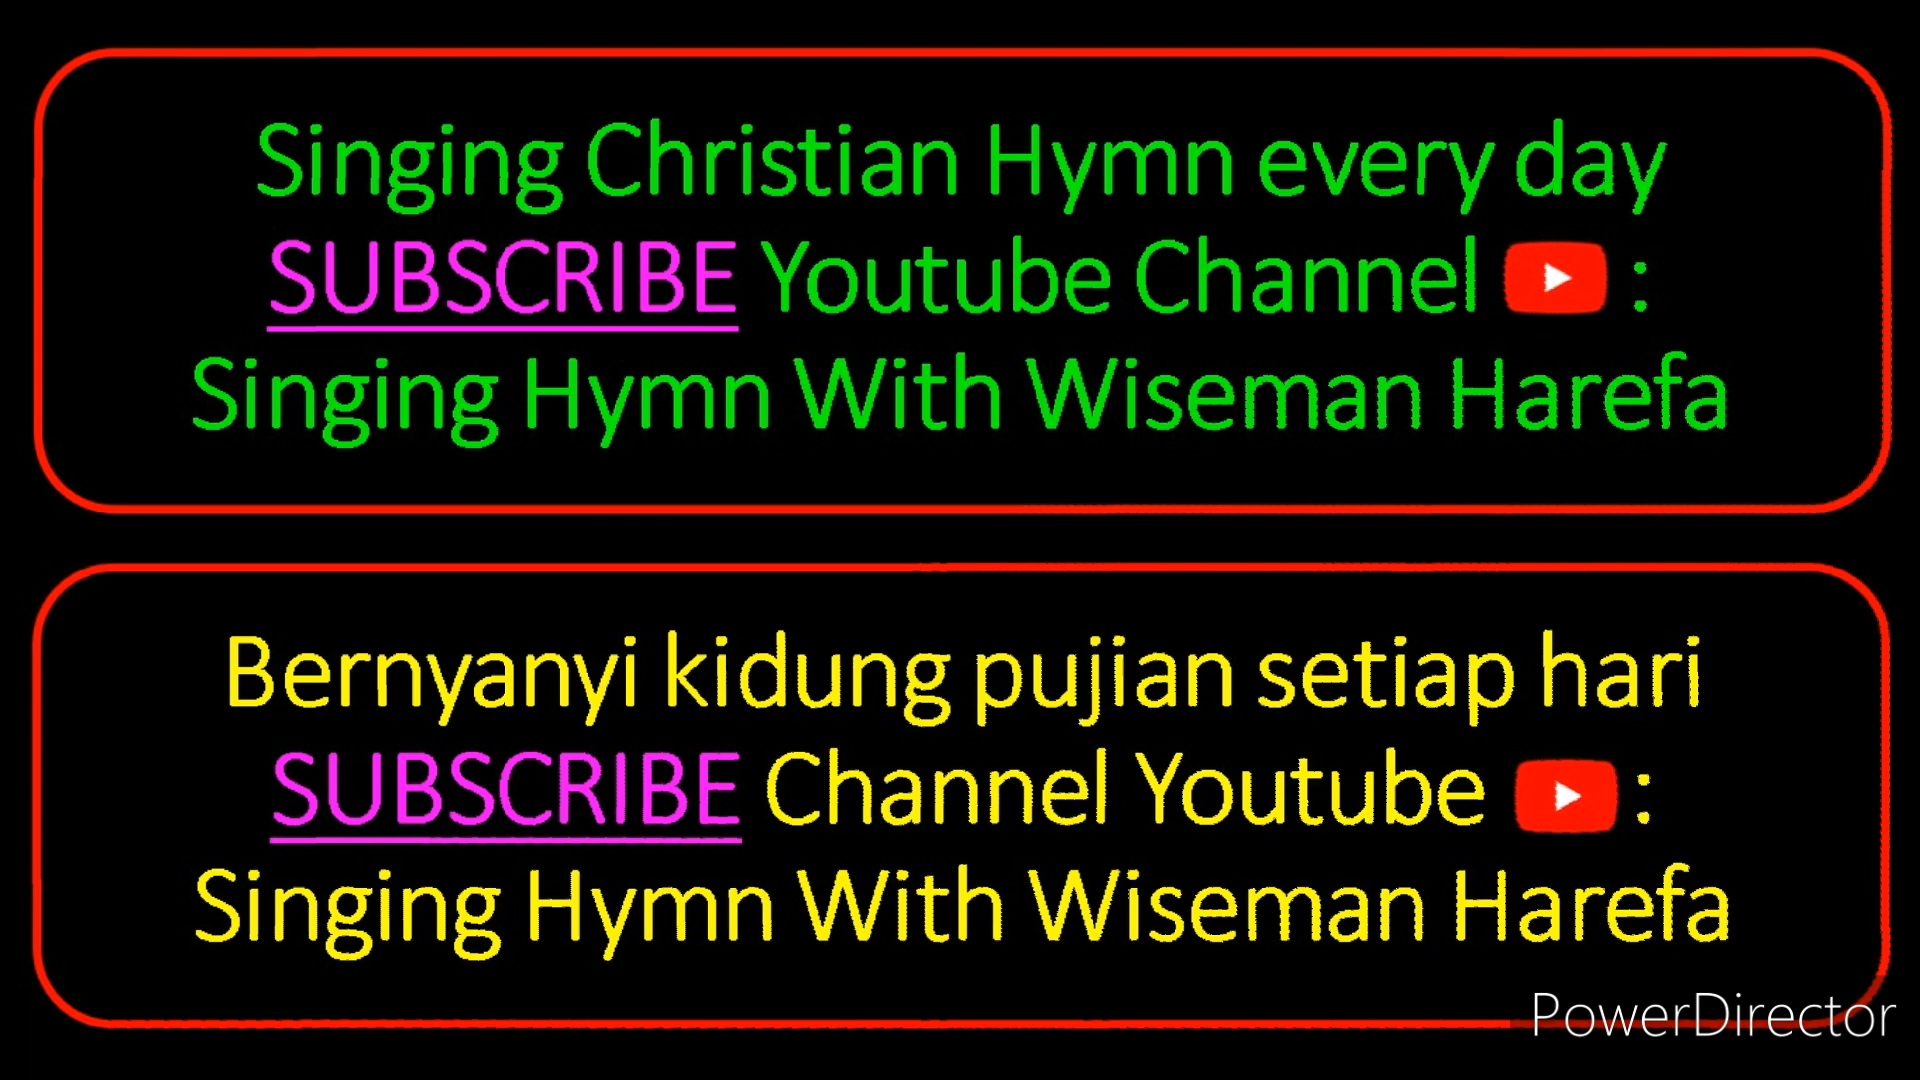 Singing Christian Hymn every day
SUBSCRIBE Youtube Channel :
Singing Hymn With Wiseman Harefa
Bernyanyi kidung pujian setiap hari
SUBSCRIBE Channel Youtube :
Singing Hymn With Wiseman Harefa
PowerDirector